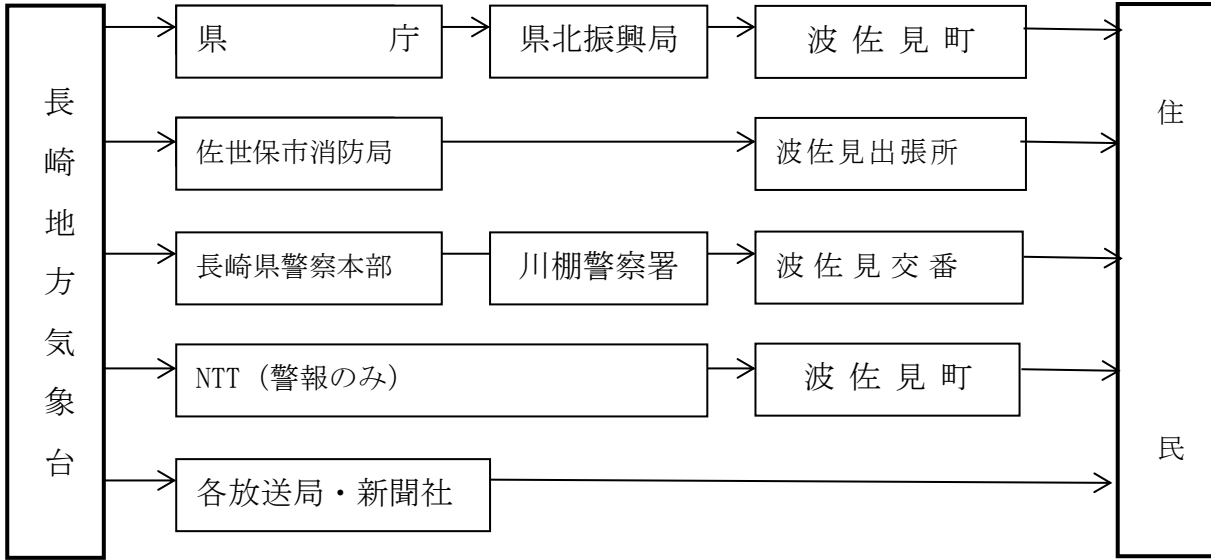 長崎地方気象台
県庁
県北振興局
波佐見町
佐世保市消防局
波佐見出張所
長崎県警察本部
川棚警察署
波佐見交番
NTT（警報のみ）
波佐見町
各放送局・新聞社
住民